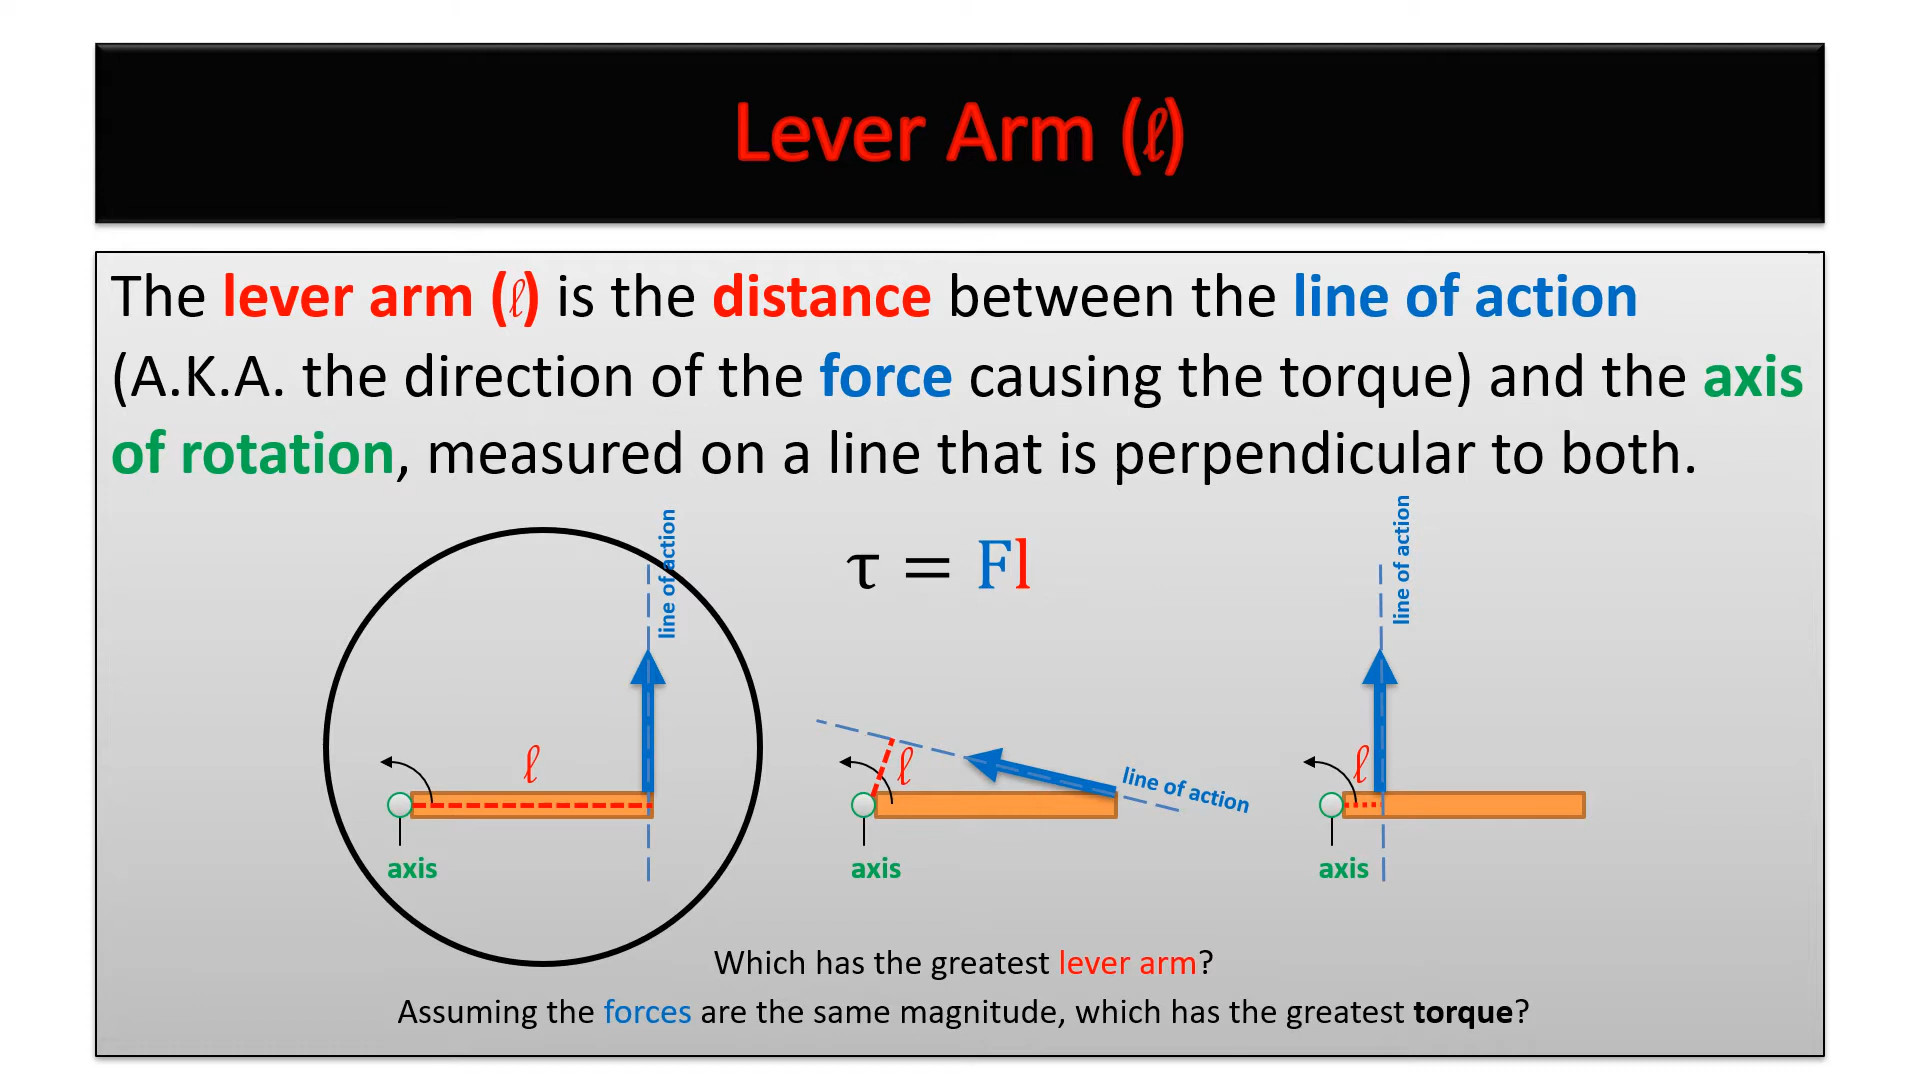 Lever Arm (ℓ)
The lever arm (ℓ) is the distance between the line of action
(A.K.A. the direction of the force causing the torque) and the axis
of rotation, measured on a line that is perpendicular to both.
τ = Fl
line of action
ℓ
axis
ℓ
line of action
axis
line of action
ℓ
axis
Which has the greatest lever arm?
Assuming the forces are the same magnitude, which has the greatest torque?